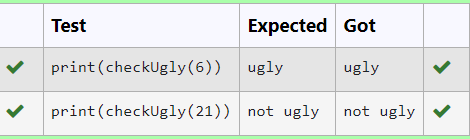 Test Expected Got
print(checkUgly(6)) ugly ugly
print(checkUgly(21)) not ugly not ugly